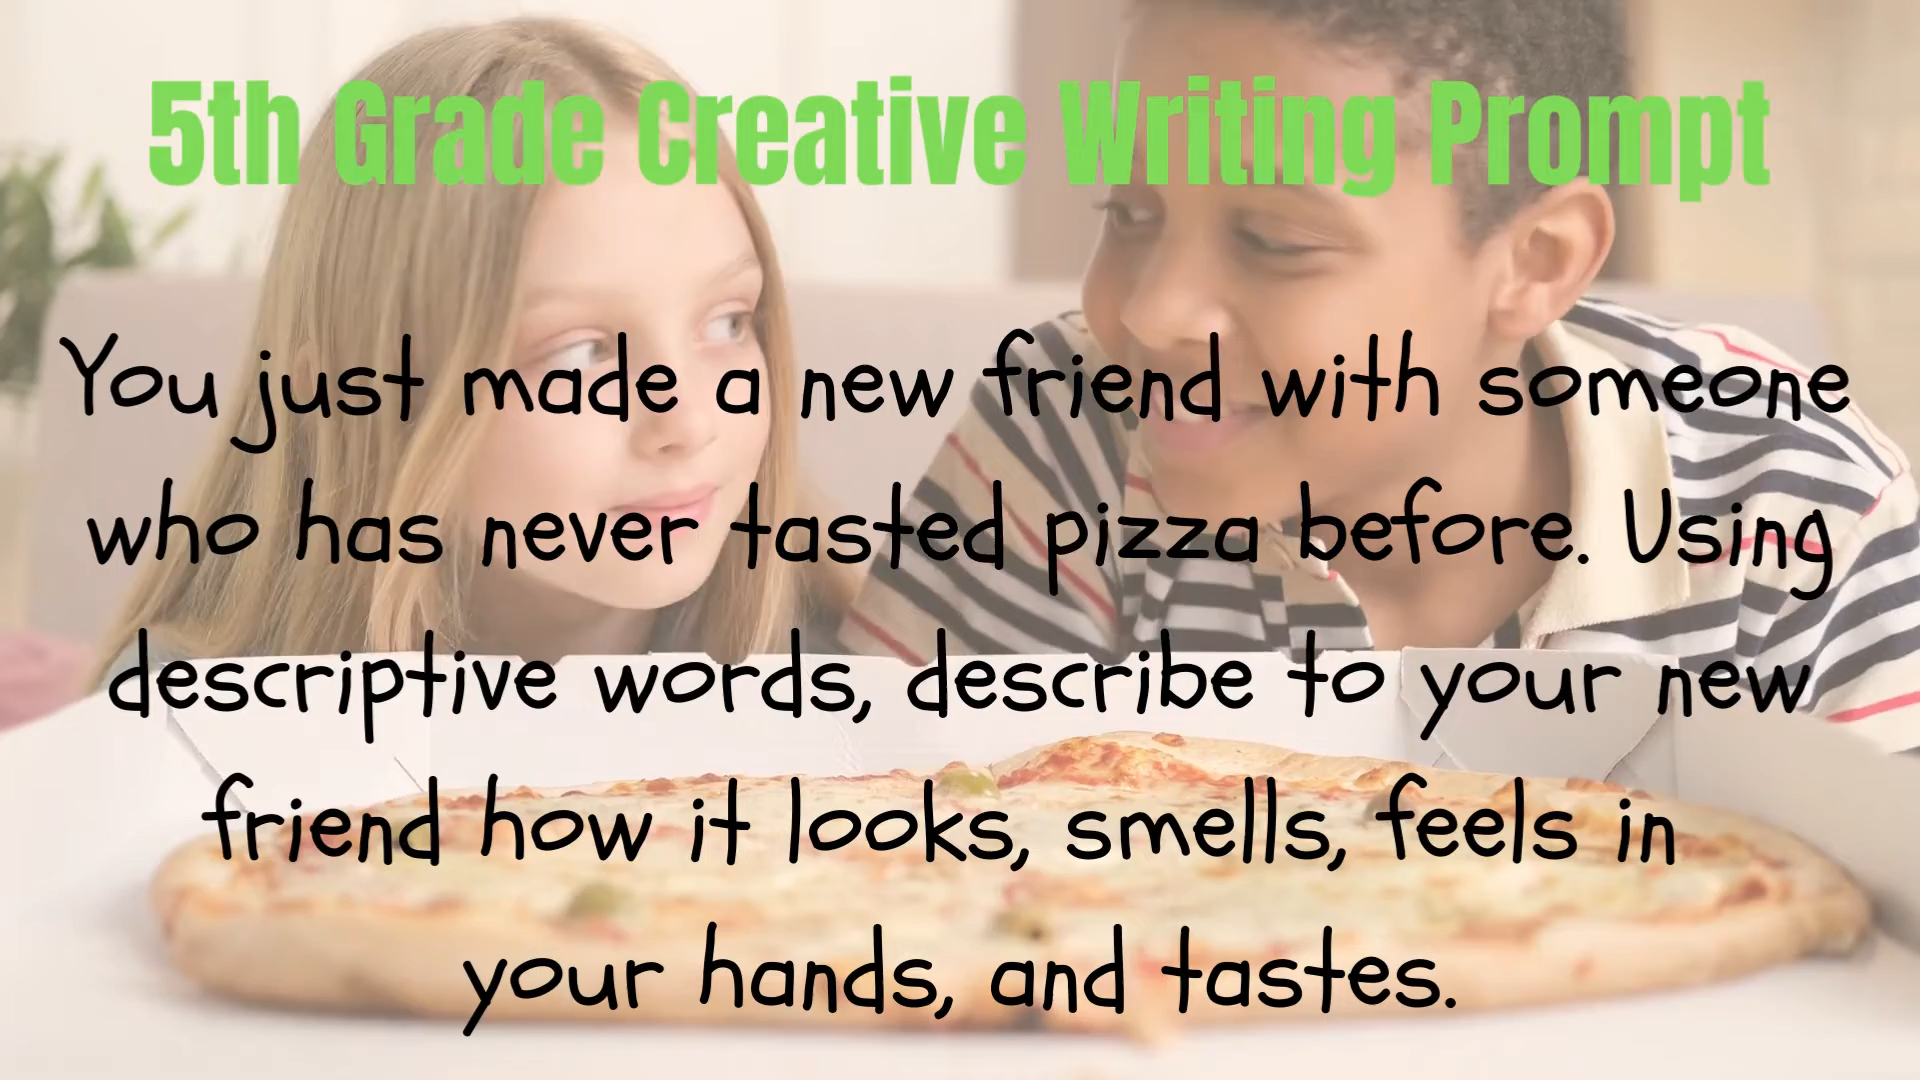 5th Grade Creative Writing Prompt
You just made a new friend with someone
who has never tasted pizza before. Using
descriptive words, describe to your new
friend how it looks, smells, feels in
your hands, and tastes.